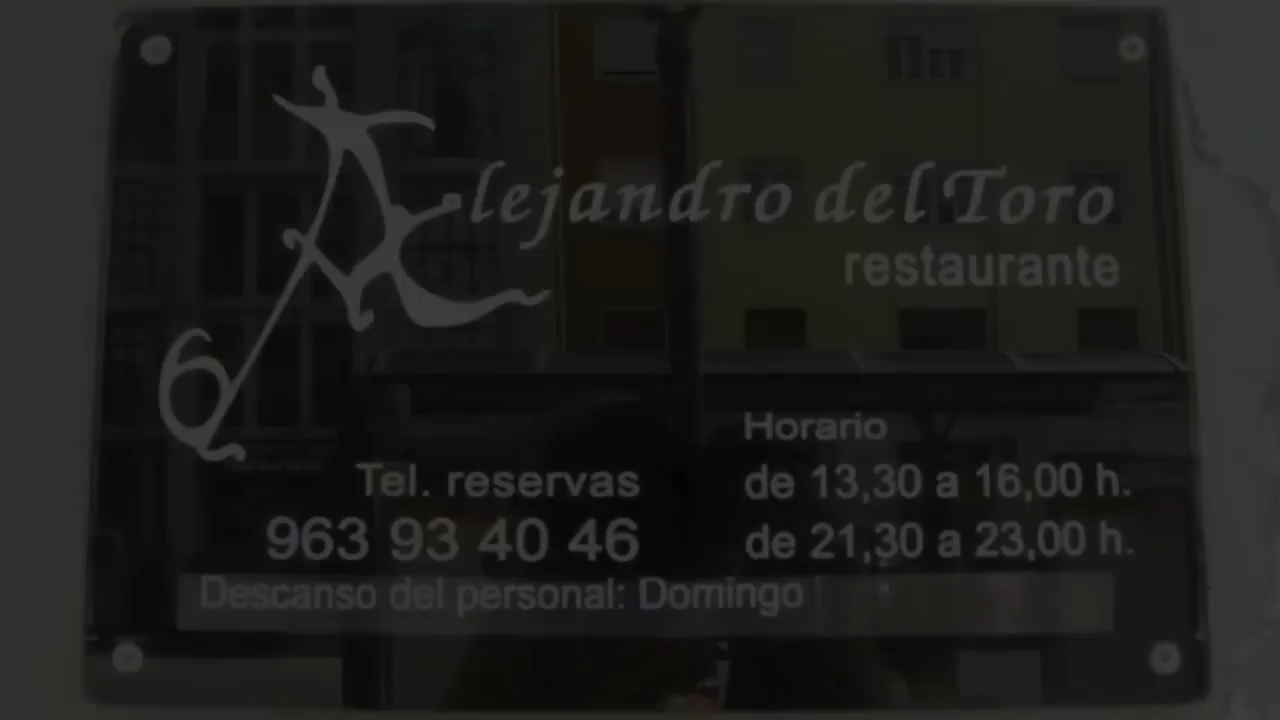 Alejandro del Toro
restaurante
Tel. reservas
963 93 40 46
Horario
de 13,30 a 16,00 h.
de 21,30 a 23,00 h.
Descanso del personal: Domingo